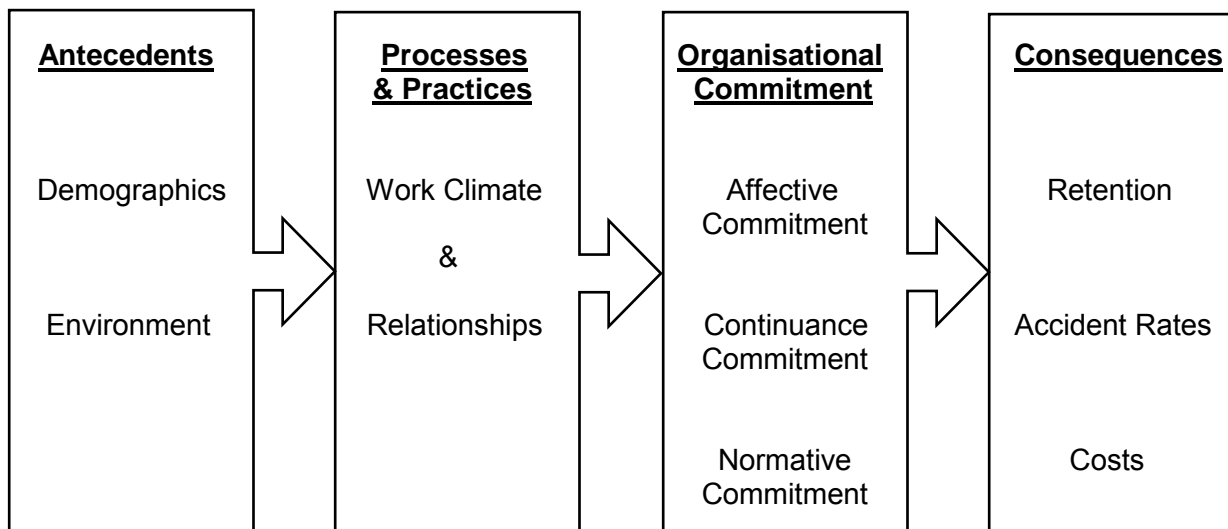 Antecedents
Demographics
Environment
Processes
& Practices
Work Climate
&
Relationships
Organisational
Commitment
Affective
Commitment
Continuance
Commitment
Normative
Commitment
Consequences
Retention
Accident Rates
Costs